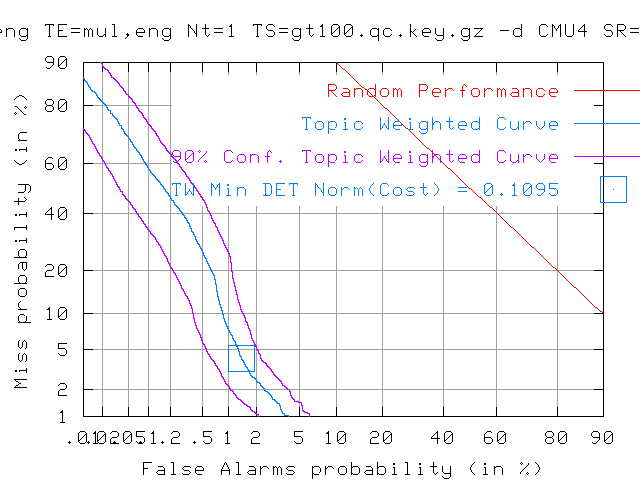 eng TE=mul,eng Nt=1 TS=gt100.qc.key.gz -d CMU4 SR=
90
80
60
40
20
10
5
2
1
Miss probability (in %)
Random Performance
Topic Weighted Curve
90% Conf. Topic Weighted Curve
TW Min DET Norm(Cost) = 0.1095
.5 1 2 5 10 20 40 60 80 90
False Alarms probability (in %)